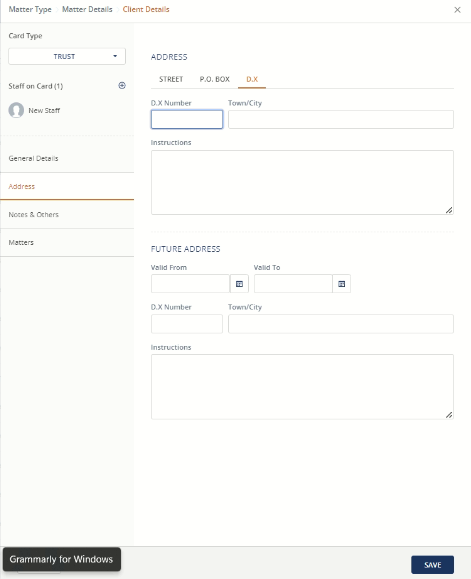 Matter Type Matter Details Client Details
Card Type
TRUST
Staff on Card (1)
New Staff
General Details
Address
Notes & Others
Matters
ADDRESS
STREET P.O. BOX D.X
D.X Number Town/City
Instructions
FUTURE ADDRESS
Valid From Valid To
D.X Number Town/City
Instructions
Grammarly for Windows
SAVE